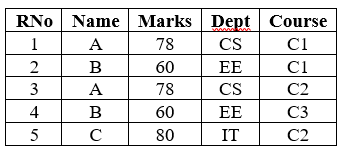 RNo Name Marks Dept Course
1 A 78 CS C1
2 B 60 EE C1
3 A 78 CS C2
4 B 60 EE C3
5 C 80 IT C2